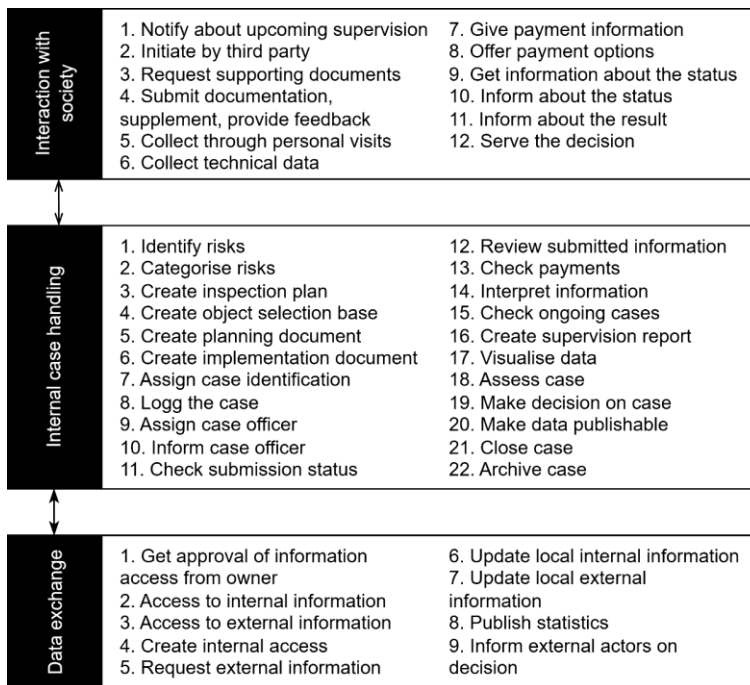 Interaction with
society
1. Notify about upcoming supervision
2. Initiate by third party
3. Request supporting documents
4. Submit documentation,
supplement, provide feedback
5. Collect through personal visits
6. Collect technical data
7. Give payment information
8. Offer payment options
9. Get information about the status
10. Inform about the status
11. Inform about the result
12. Serve the decision
Internal case handling
1. Identify risks
2. Categorise risks
3. Create inspection plan
4. Create object selection base
5. Create planning document
6. Create implementation document
7. Assign case identification
8. Logg the case
9. Assign case officer
10. Inform case officer
11. Check submission status
12. Review submitted information
13. Check payments
14. Interpret information
15. Check ongoing cases
16. Create supervision report
17. Visualise data
18. Assess case
19. Make decision on case
20. Make data publishable
21. Close case
22. Archive case
Data exchange
1. Get approval of information
access from owner
2. Access to internal information
3. Access to external information
4. Create internal access
5. Request external information
6. Update local internal information
7. Update local external
information
8. Publish statistics
9. Inform external actors on
decision